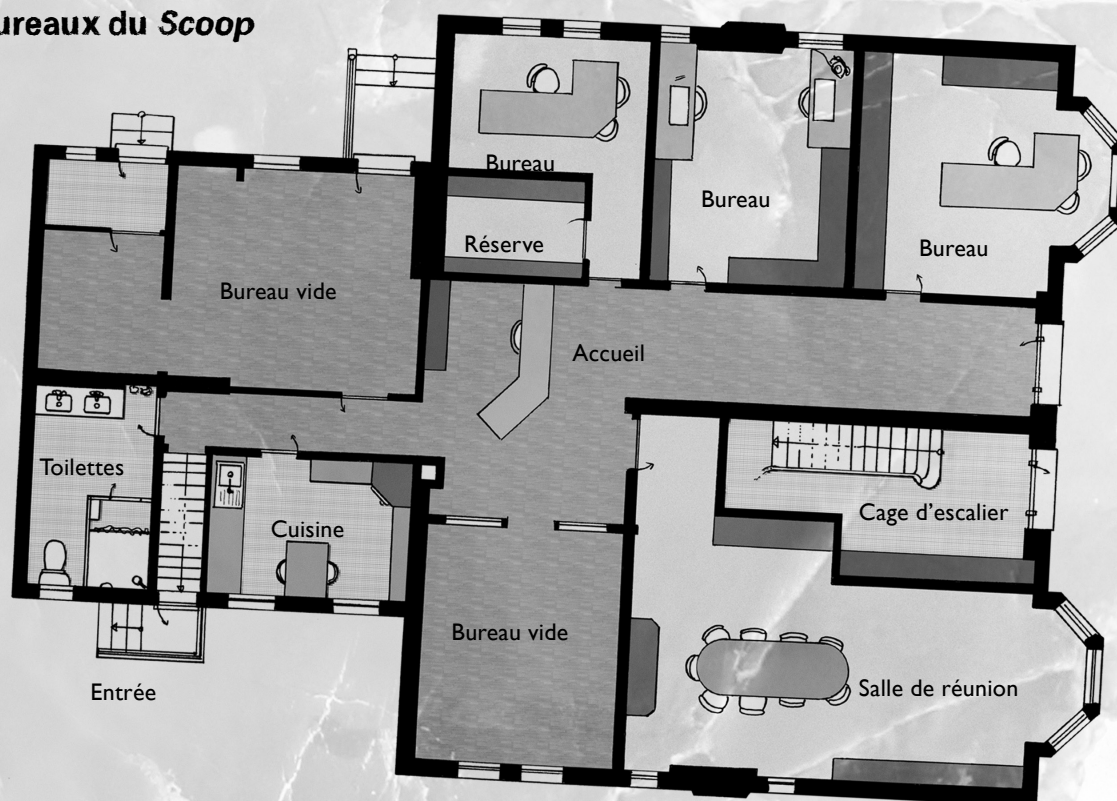 ureaux du Scoop
Bureau
Bureau
Réserve
Bureau
Bureau vide
Accueil
Toilettes
Cage d'escalier
Cuisine
Bureau vide
Entrée
Salle de réunion